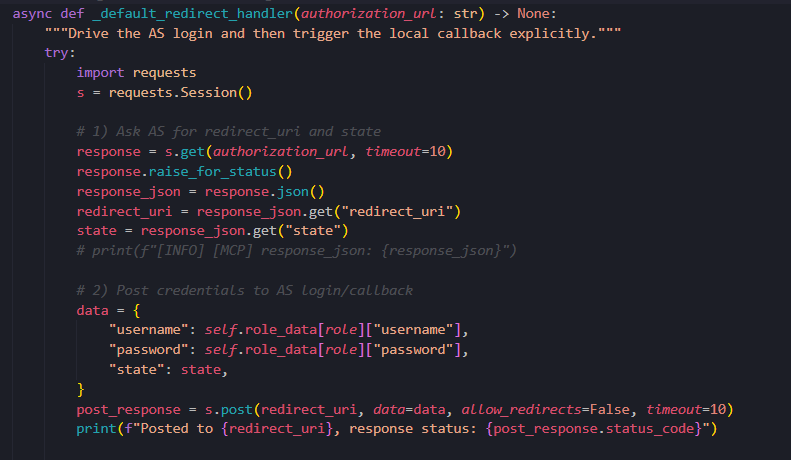 async def _default_redirect_handler(authorization_url: str) -> None:
    """Drive the AS login and then trigger the local callback explicitly."""
    try:
        import requests
        s = requests.Session()

        # 1) Ask AS for redirect_uri and state
        response = s.get(authorization_url, timeout=10)
        response.raise_for_status()
        response_json = response.json()
        redirect_uri = response_json.get("redirect_uri")
        state = response_json.get("state")
        # print(f"[INFO] [MCP] response_json: {response_json}")

        # 2) Post credentials to AS login/callback
        data = {
            "username": self.role_data[role]["username"],
            "password": self.role_data[role]["password"],
            "state": state,
        }
        post_response = s.post(redirect_uri, data=data, allow_redirects=False, timeout=10)
        print(f"Posted to {redirect_uri}, response status: {post_response.status_code}")